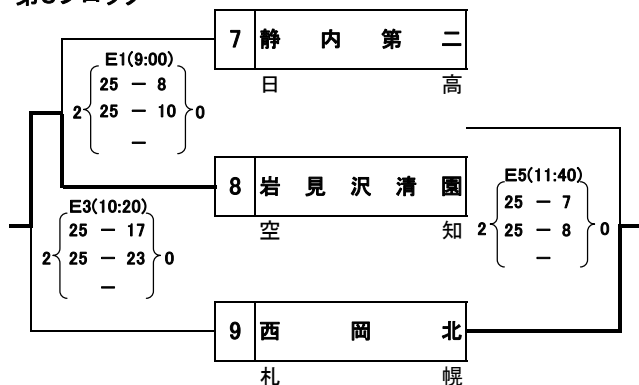 7 静内第二
日高
E1(9:00)
25 － 8
2 25 － 10 0
－
8 岩見沢清園
空知
E5(11:40)
25 － 7
2 25 － 8 0
－
E3(10:20)
25 － 17
2 25 － 23 0
－
9 西岡北
札幌